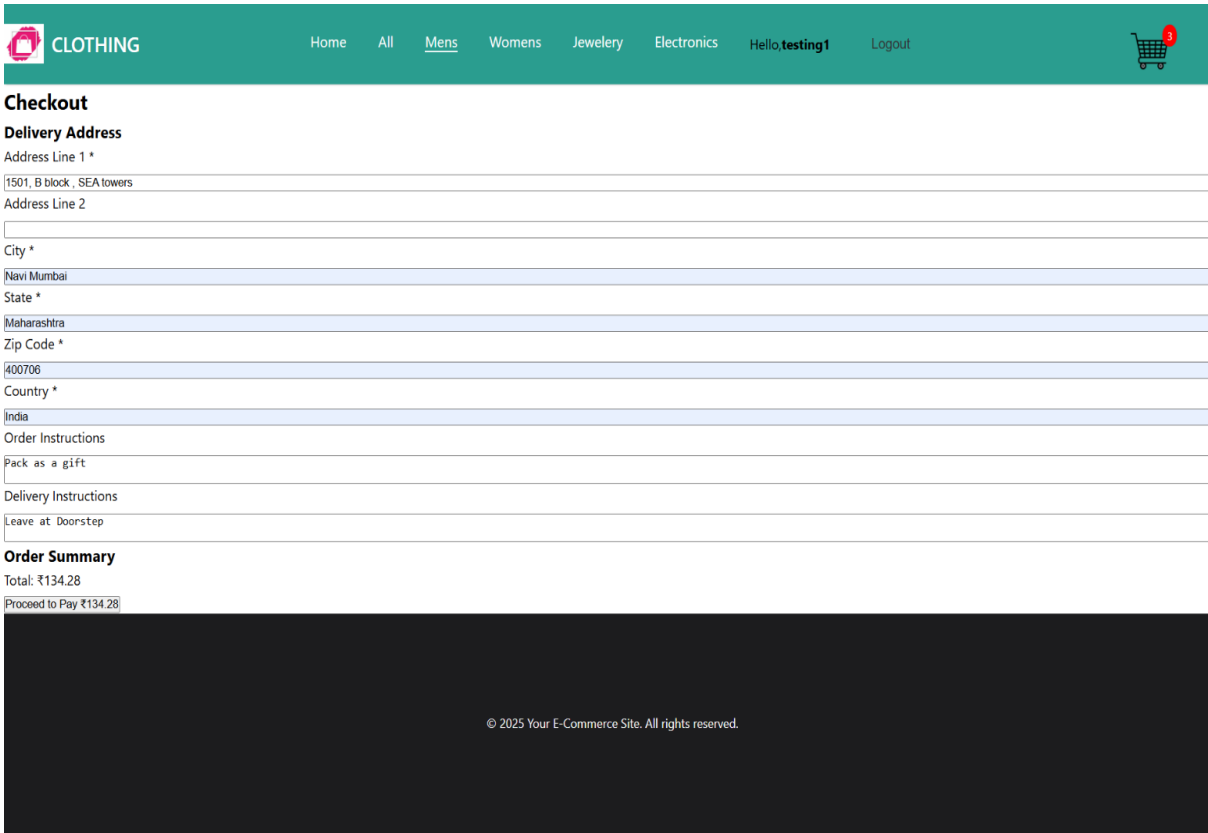 CLOTHING Home All Mens Womens Jewelery Electronics Hello,testing1 Logout 3
Checkout
Delivery Address
Address Line 1 *
1501, B block , SEA towers
Address Line 2
City *
Navi Mumbai
State *
Maharashtra
Zip Code *
400706
Country *
India
Order Instructions
Pack as a gift
Delivery Instructions
Leave at Doorstep
Order Summary
Total: ₹134.28
Proceed to Pay ₹134.28
© 2025 Your E-Commerce Site. All rights reserved.